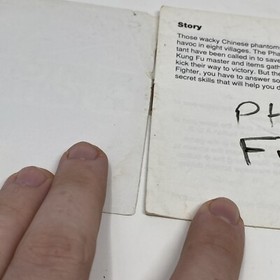 Story
Those wacky Chinese phantom
havoc in eight villages. The Pha
tant have been called in to save
Kung Fu master and items gath
kick their way to victory. But the
Fighter, you have to answer so
secret skills that will help you d
PH
F